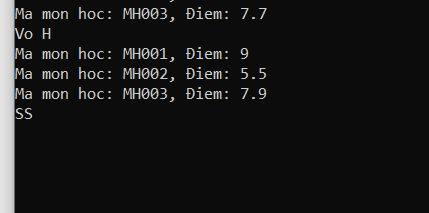 Ma mon hoc: MH003, Điem: 7.7
Vo H
Ma mon hoc: MH001, Điem: 9
Ma mon hoc: MH002, Điem: 5.5
Ma mon hoc: MH003, Điem: 7.9
SS